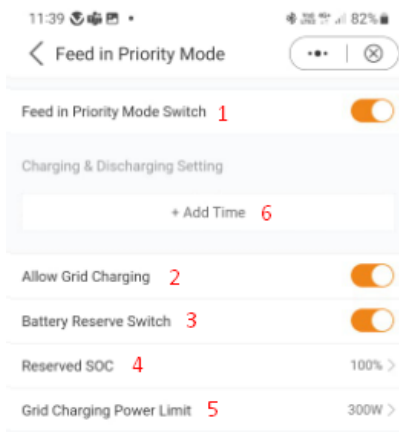 11:39
82%
Feed in Priority Mode
Feed in Priority Mode Switch 1
Charging & Discharging Setting
+ Add Time 6
Allow Grid Charging 2
Battery Reserve Switch 3
Reserved SOC 4 100% >
Grid Charging Power Limit 5 300W >